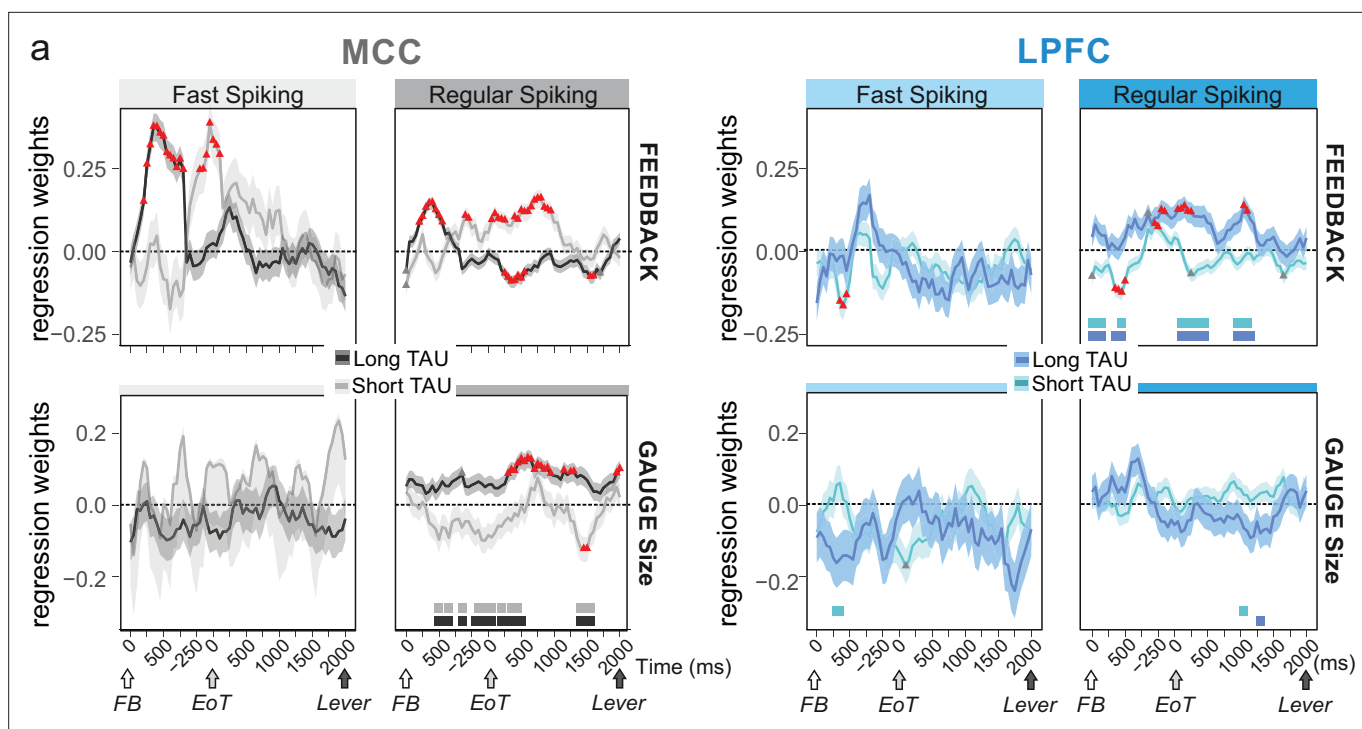 a
MCC
LPFC
Fast Spiking
Regular Spiking
Fast Spiking
Regular Spiking
regression weights
0.25
0.00
−0.25
FEEDBACK
regression weights
0.25
0.00
−0.25
FEEDBACK
Long TAU
Short TAU
Long TAU
Short TAU
regression weights
0.2
0.0
−0.2
GAUGE Size
regression weights
0.2
0.0
−0.2
GAUGE Size
0 500 −250 0 500 1000 1500 2000
0 500 −250 0 500 1000 1500 2000
Time (ms)
0 500 −250 0 500 1000 1500 2000
0 500 −250 0 500 1000 1500 2000
(ms)
FB EoT Lever
FB EoT Lever
FB EoT Lever
FB EoT Lever